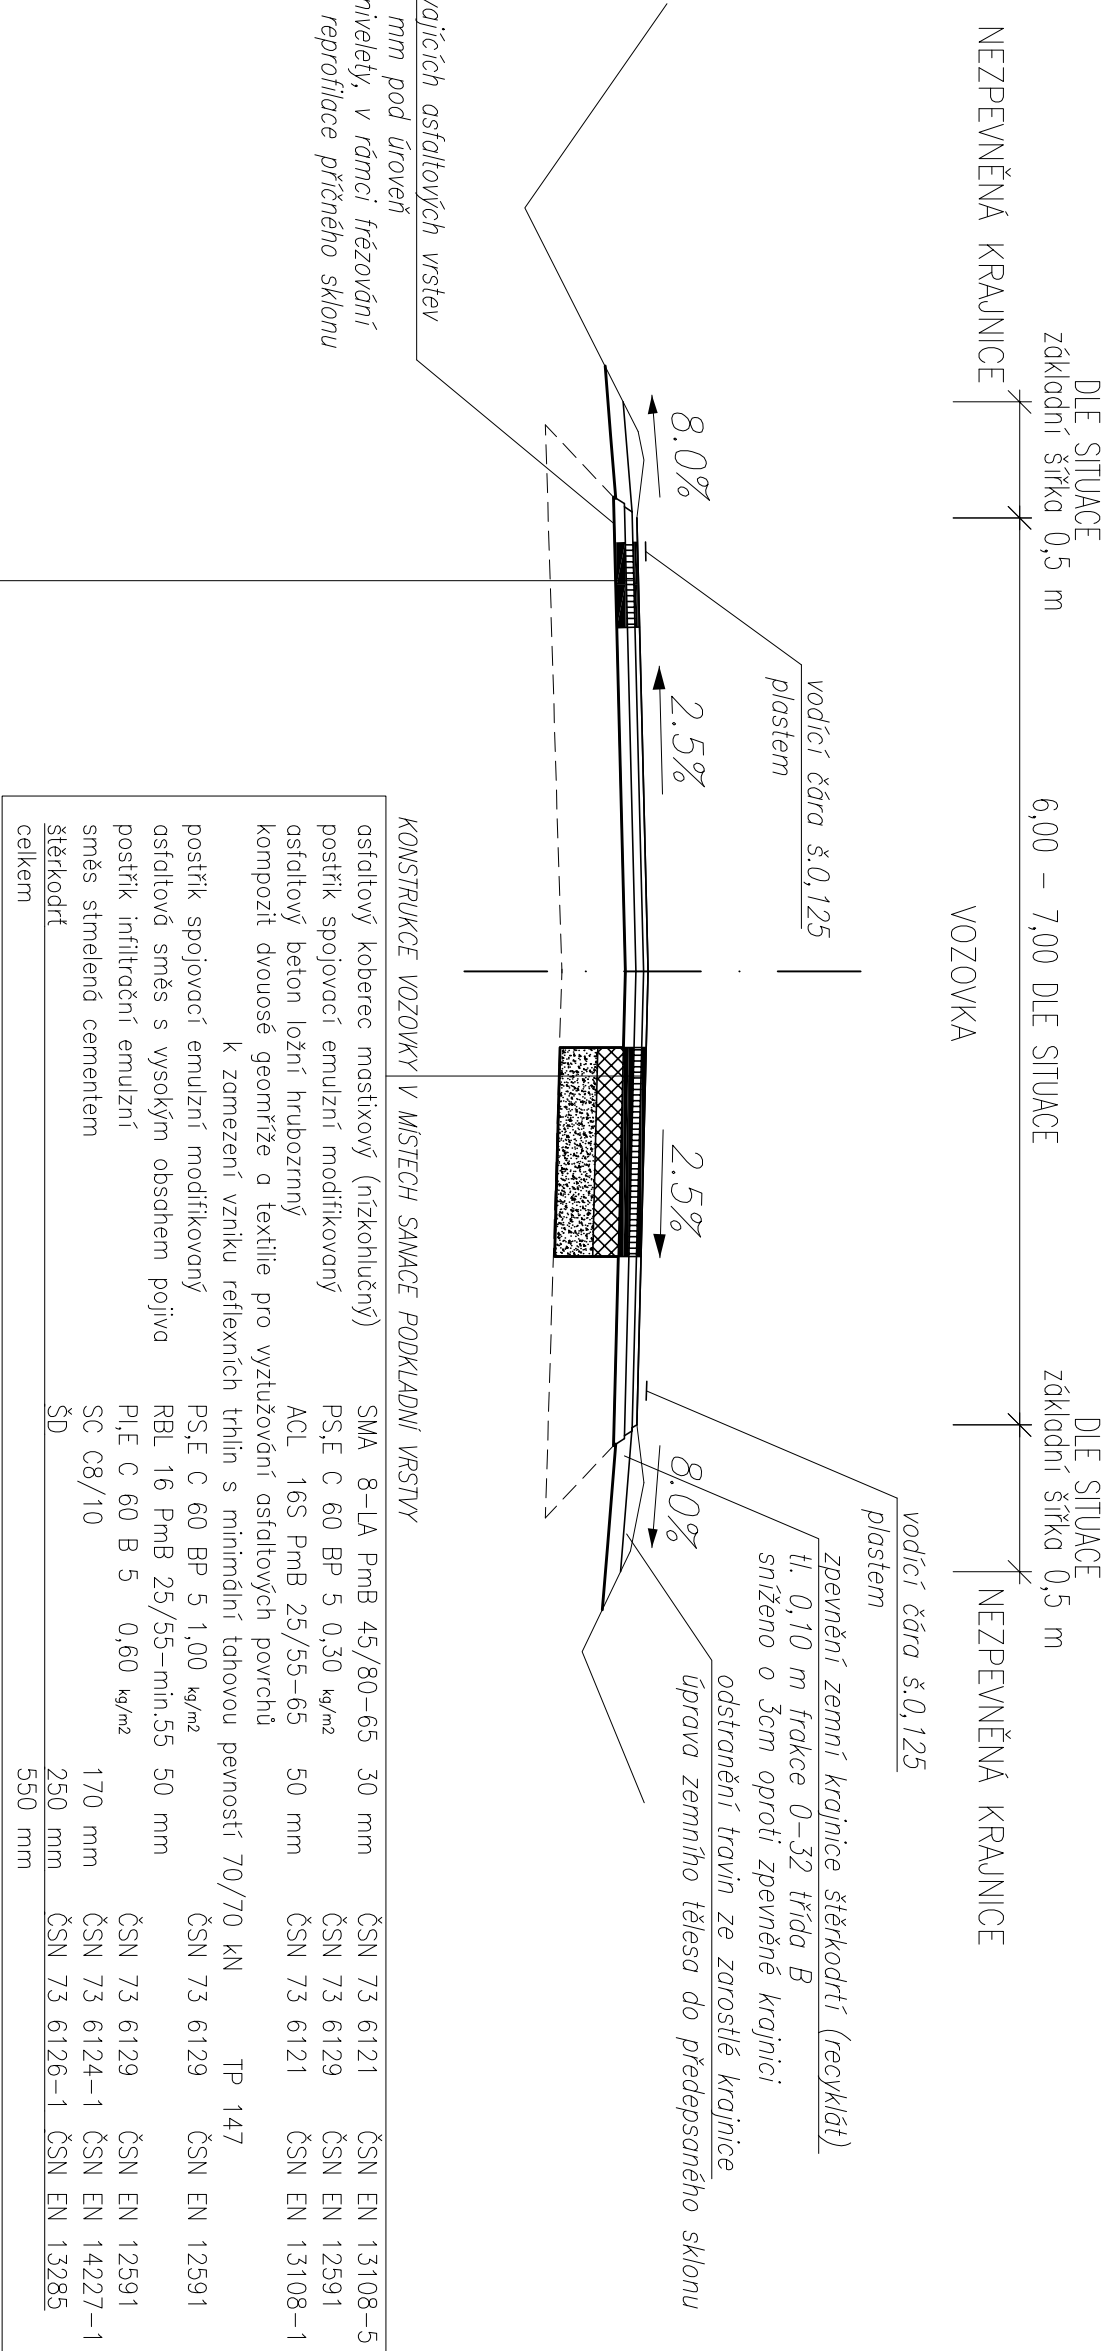 DLE SITUACE
základní šířka 0,5 m
6,00 - 7,00 DLE SITUACE
DLE SITUACE
základní šířka 0,5 m
NEZPEVNĚNÁ KRAJNICE
VOZOVKA
NEZPEVNĚNÁ KRAJNICE
vodící čára š.0,125
plastem
vodící čára š.0,125
plastem
zpevnění zemní krajnice štěrkodrtí (recyklát)
tl. 0,10 m frakce 0-32 třída B
sníženo o 3cm oproti zpevněné krajnici
odstranění travin ze zarostlé krajnice
úprava zemního tělesa do předepsaného sklonu
8.0%
2.5%
2.5%
8.0%
vajících asfaltových vrstev
mm pod úroveň
nivelety, v rámci frézování
reprofilace příčného sklonu
KONSTRUKCE VOZOVKY V MÍSTECH SANACE PODKLADNÍ VRSTVY
asfaltový koberec mastixový (nízkohlučný) SMA 8-LA PmB 45/80-65 30 mm ČSN 73 6121 ČSN EN 13108-5
postřik spojovací emulzní modifikovaný PS,E C 60 BP 5 0,30 kg/m2 ČSN 73 6129 ČSN EN 12591
asfaltový beton ložní hrubozrnný ACL 16S PmB 25/55-65 50 mm ČSN 73 6121 ČSN EN 13108-1
kompozit dvouosé geomříže a textilie pro vyztužování asfaltových povrchů
k zamezení vzniku reflexních trhlin s minimální tahovou pevností 70/70 kN TP 147
postřik spojovací emulzní modifikovaný PS,E C 60 BP 5 1,00 kg/m2 ČSN 73 6129 ČSN EN 12591
asfaltová směs s vysokým obsahem pojiva RBL 16 PmB 25/55-min.55 50 mm
postřik infiltrační emulzní PI,E C 60 B 5 0,60 kg/m2 ČSN 73 6129 ČSN EN 12591
směs stmelená cementem SC C8/10 170 mm ČSN 73 6124-1 ČSN EN 14227-1
štěrkodrť ŠD 250 mm ČSN 73 6126-1 ČSN EN 13285
celkem 550 mm